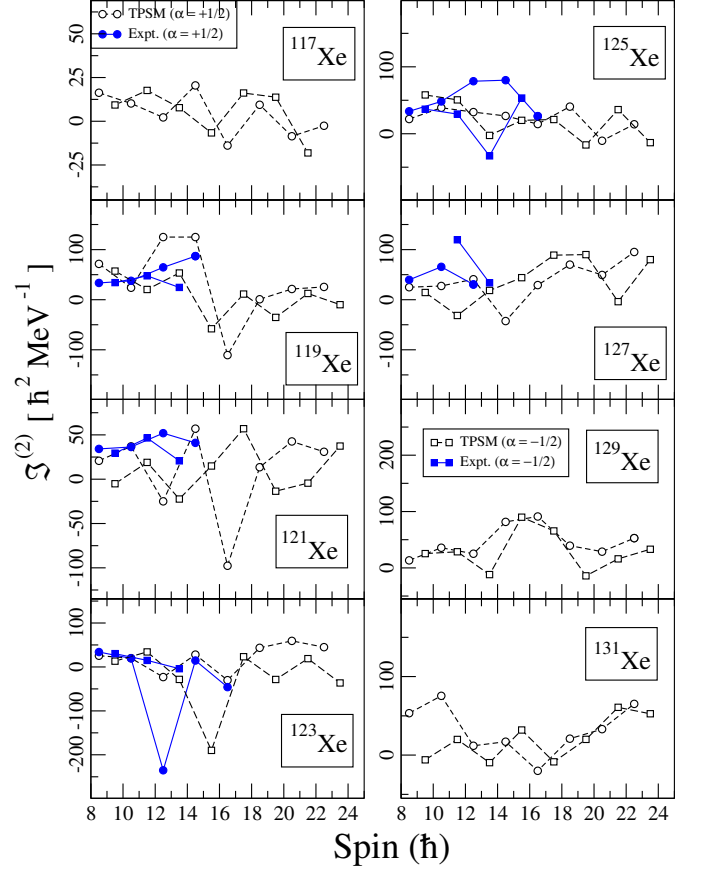 TPSM (α = +1/2)
Expt. (α = +1/2)
¹¹⁷Xe
50
25
0
-25
¹²⁵Xe
100
0
¹¹⁹Xe
100
0
-100
¹²⁷Xe
100
0
-100
¹²¹Xe
50
0
-50
-100
TPSM (α = −1/2)
Expt. (α = −1/2)
¹²⁹Xe
200
100
0
¹²³Xe
100
0
-100
-200
¹³¹Xe
100
0
8 10 12 14 16 18 20 22 24
8 10 12 14 16 18 20 22 24
ℑ⁽²⁾ [ ħ² MeV⁻¹ ]
Spin (ħ)